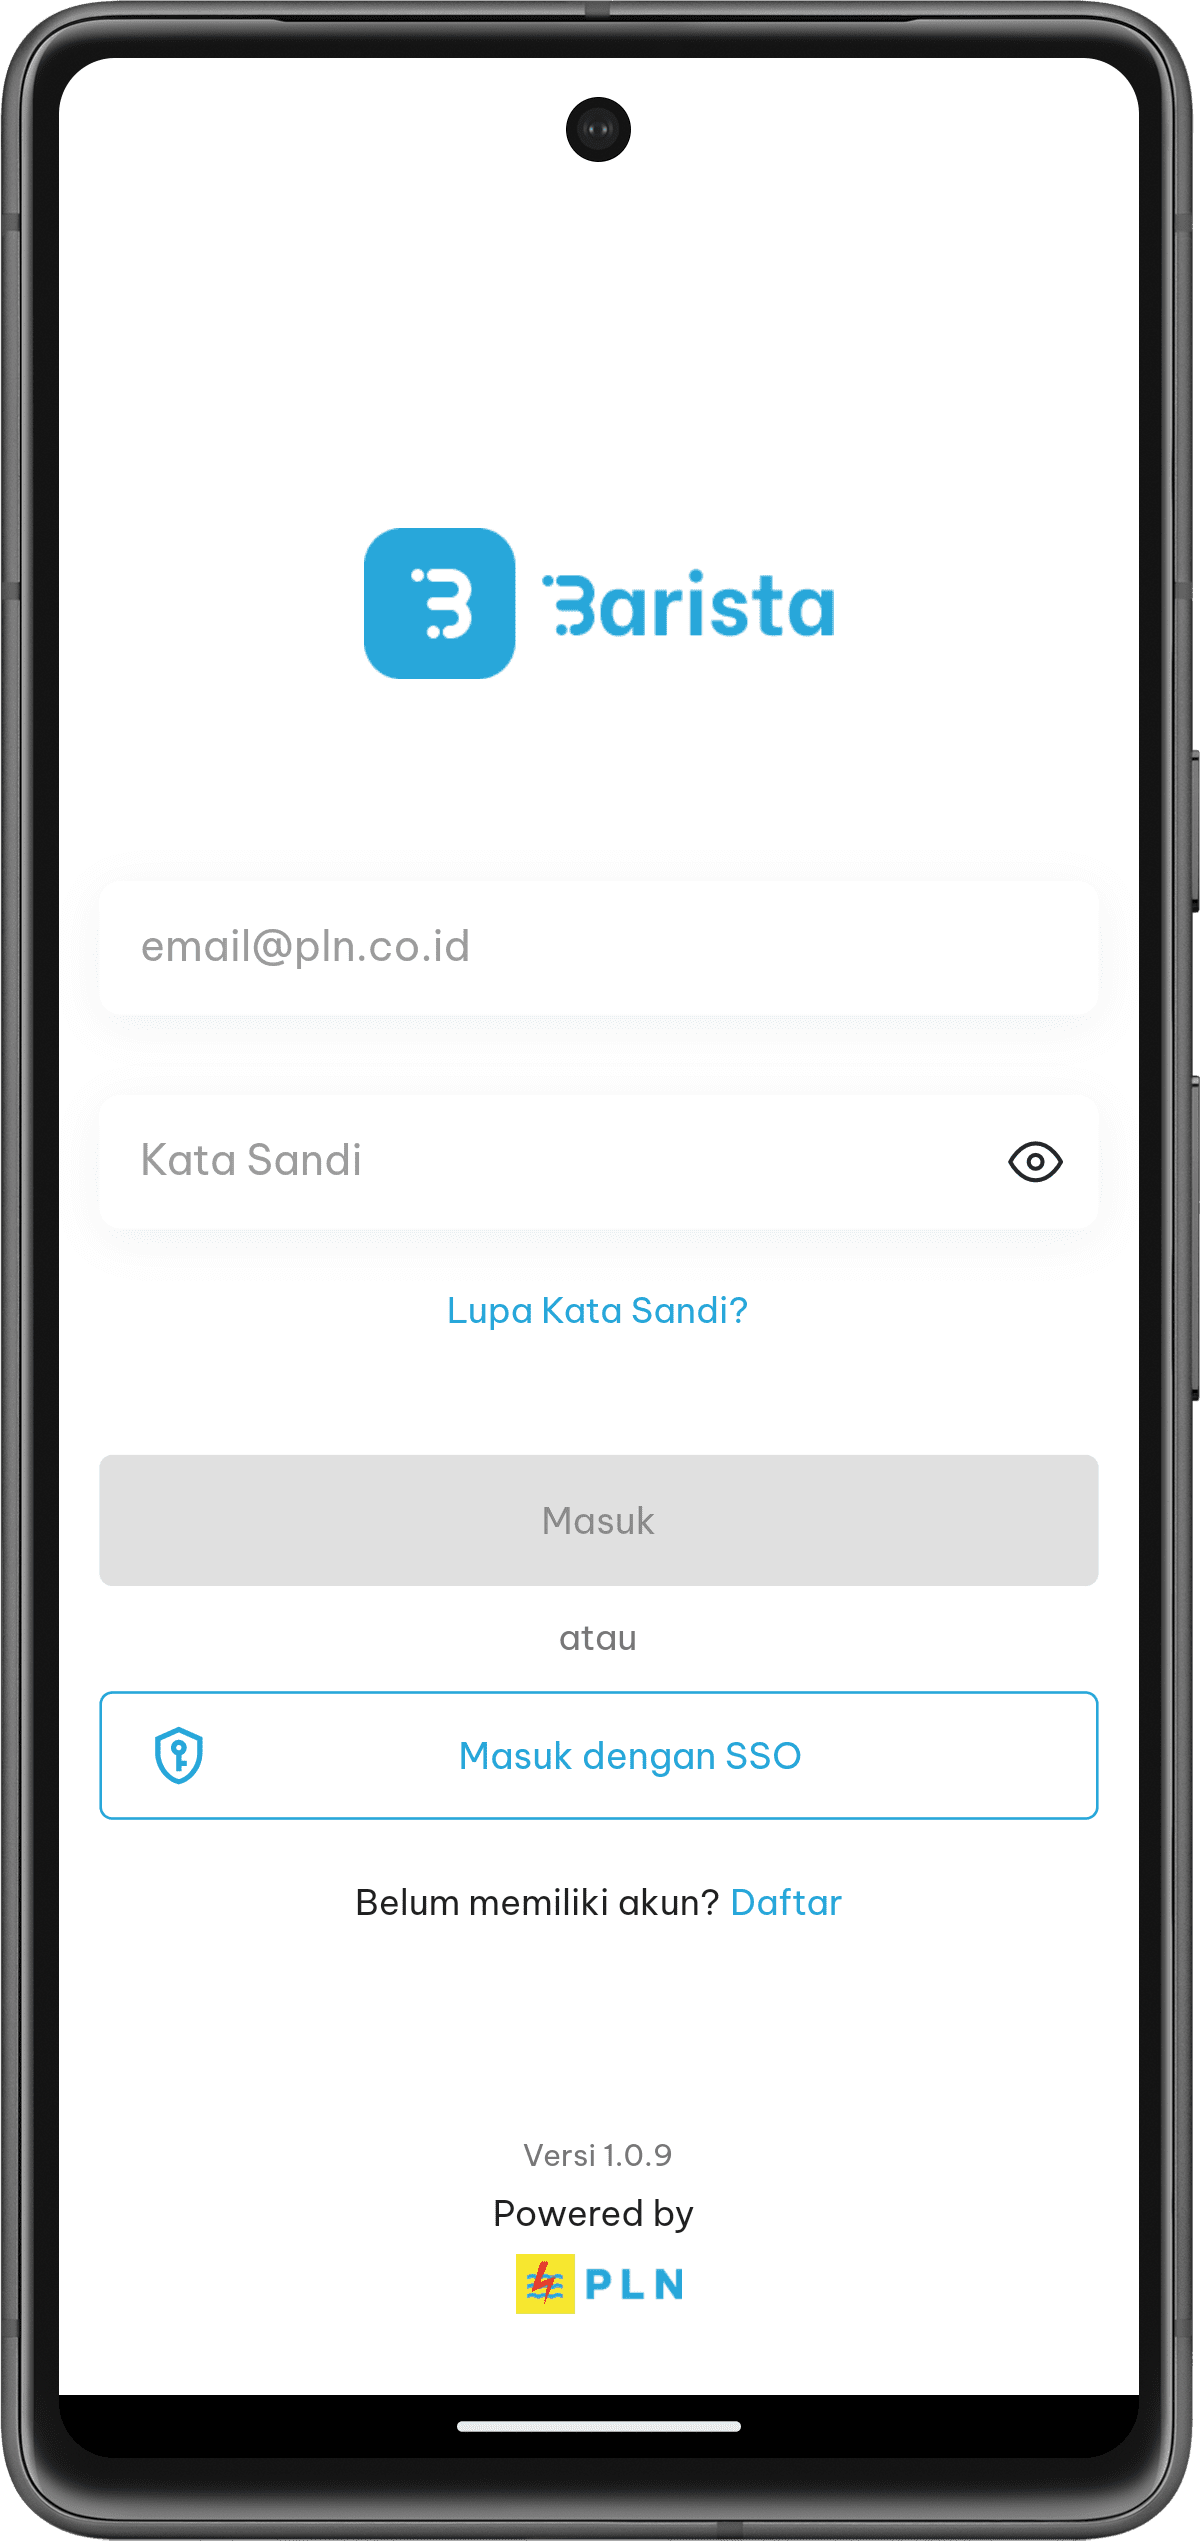 Barista
email@pln.co.id
Kata Sandi
Lupa Kata Sandi?
Masuk
atau
Masuk dengan SSO
Belum memiliki akun? Daftar
Versi 1.0.9
Powered by
PLN